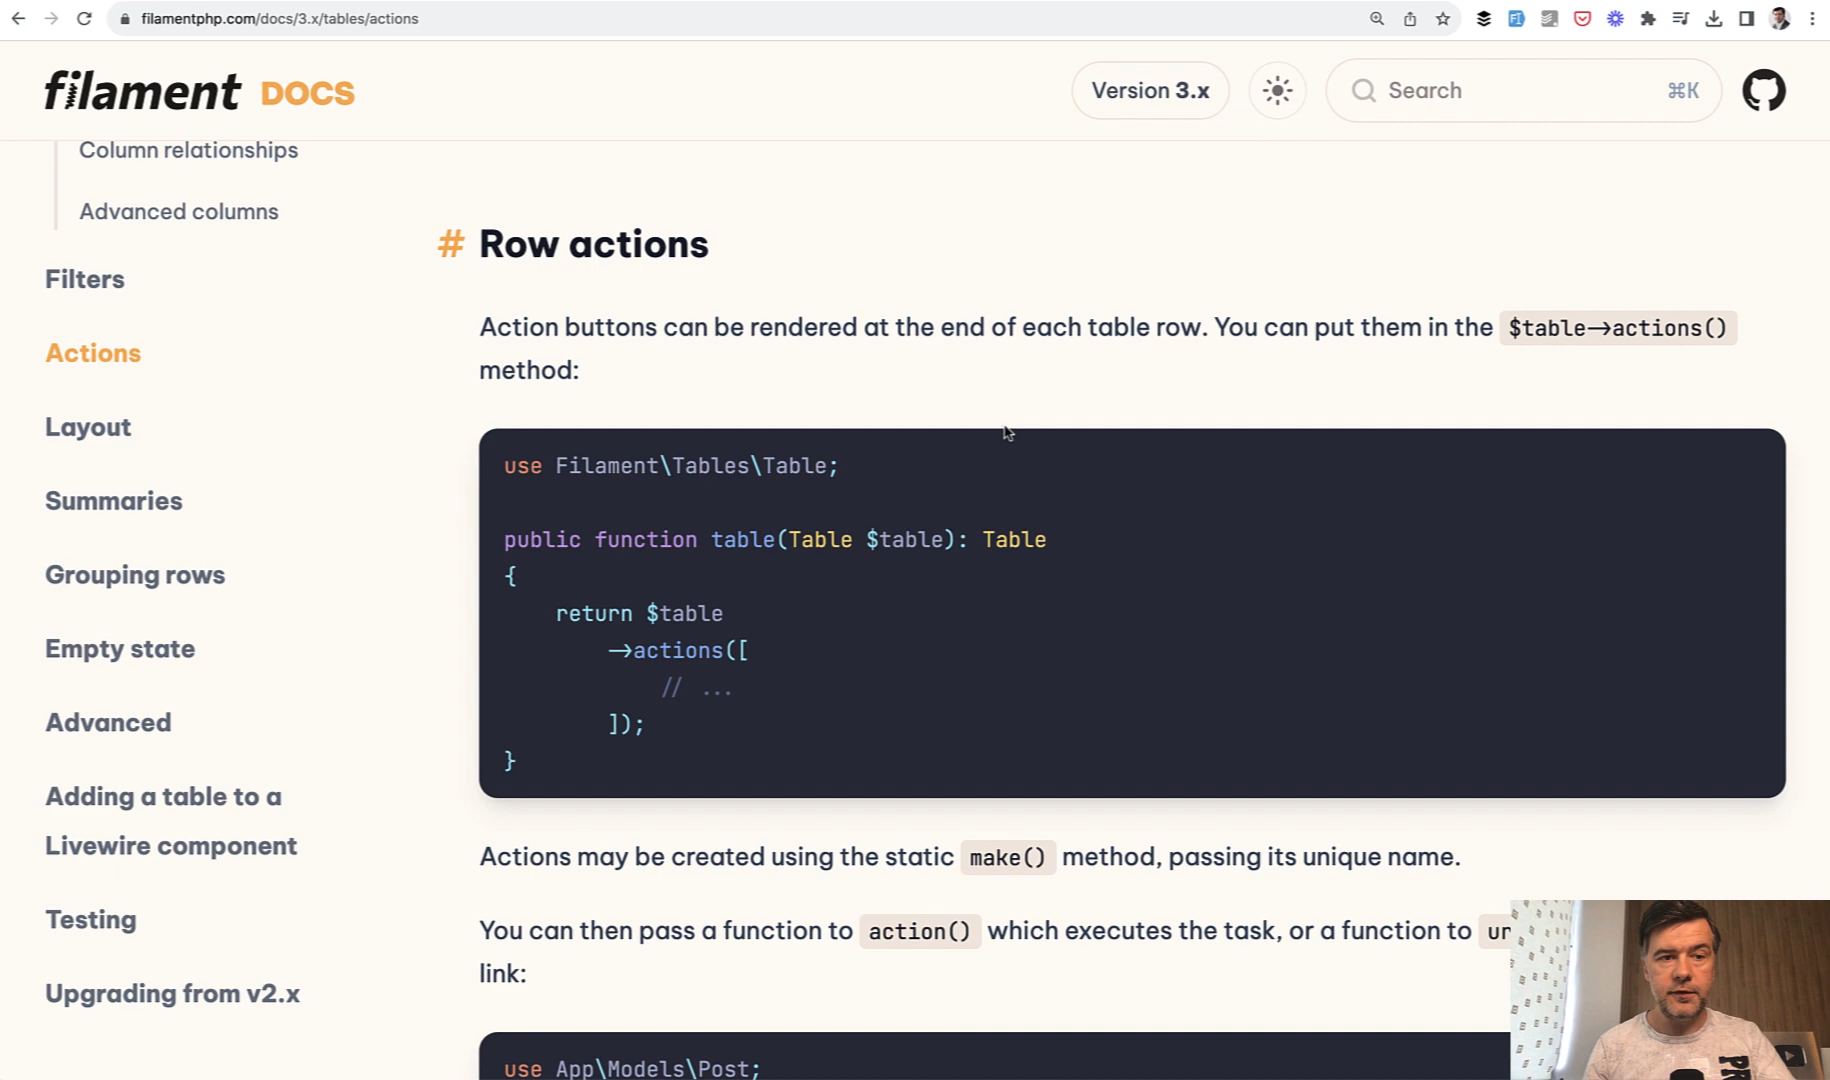 filamentphp.com/docs/3.x/tables/actions
filament DOCS
Version 3.x
Search
⌘K
Column relationships
Advanced columns
Filters
Actions
Layout
Summaries
Grouping rows
Empty state
Advanced
Adding a table to a
Livewire component
Testing
Upgrading from v2.x
# Row actions
Action buttons can be rendered at the end of each table row. You can put them in the $table->actions()
method:
use Filament\Tables\Table;
public function table(Table $table): Table
{
return $table
->actions([
// ...
]);
}
Actions may be created using the static make() method, passing its unique name.
You can then pass a function to action() which executes the task, or a function to ur
link:
use App\Models\Post;